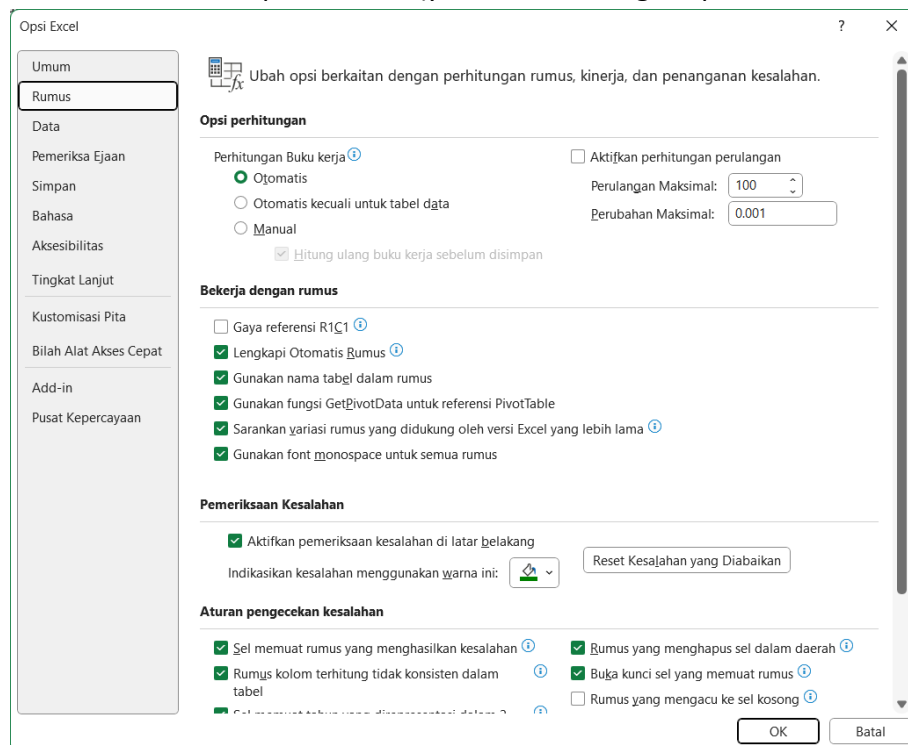 Opsi Excel
?
Umum
Rumus
Data
Pemeriksa Ejaan
Simpan
Bahasa
Aksesibilitas
Tingkat Lanjut
Kustomisasi Pita
Bilah Alat Akses Cepat
Add-in
Pusat Kepercayaan
Ubah opsi berkaitan dengan perhitungan rumus, kinerja, dan penanganan kesalahan.
Opsi perhitungan
Perhitungan Buku kerja
Otomatis
Otomatis kecuali untuk tabel data
Manual
Hitung ulang buku kerja sebelum disimpan
Aktifkan perhitungan perulangan
Perulangan Maksimal: 100
Perubahan Maksimal: 0.001
Bekerja dengan rumus
Gaya referensi R1C1
Lengkapi Otomatis Rumus
Gunakan nama tabel dalam rumus
Gunakan fungsi GetPivotData untuk referensi PivotTable
Sarankan variasi rumus yang didukung oleh versi Excel yang lebih lama
Gunakan font monospace untuk semua rumus
Pemeriksaan Kesalahan
Aktifkan pemeriksaan kesalahan di latar belakang
Indikasikan kesalahan menggunakan warna ini:
Reset Kesalahan yang Diabaikan
Aturan pengecekan kesalahan
Sel memuat rumus yang menghasilkan kesalahan
Rumus kolom terhitung tidak konsisten dalam
tabel
Rumus yang menghapus sel dalam daerah
Buka kunci sel yang memuat rumus
Rumus yang mengacu ke sel kosong
OK
Batal